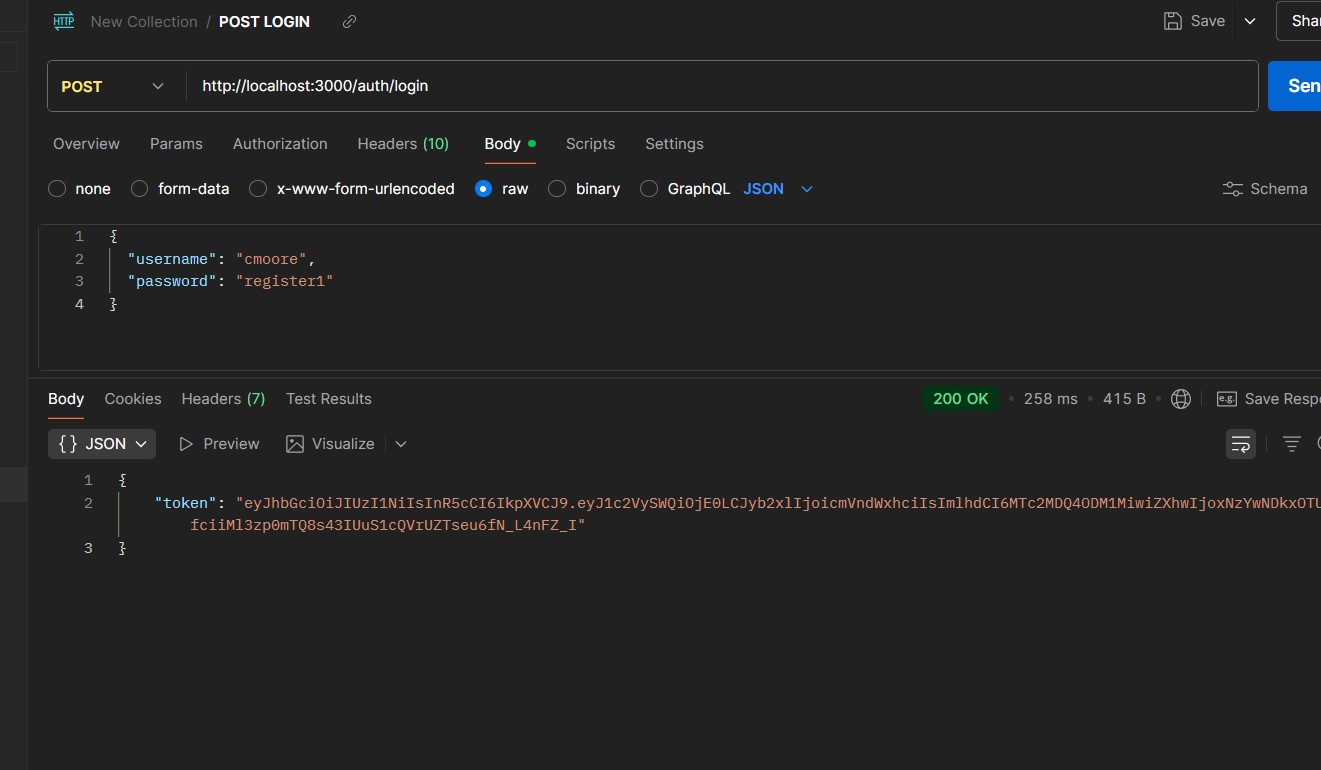 HTTP New Collection / POST LOGIN Save Shar
POST http://localhost:3000/auth/login Sen
Overview Params Authorization Headers (10) Body Scripts Settings
none form-data x-www-form-urlencoded raw binary GraphQL JSON Schema
1 {
2 "username": "cmoore",
3 "password": "register1"
4 }
Body Cookies Headers (7) Test Results 200 OK • 258 ms • 415 B • e.g. Save Respo
{} JSON Preview Visualize
1 {
2 "token": "eyJhbGciOiJIUzI1NiIsInR5cCI6IkpXVCJ9.eyJ1c2VySWQiOjE0LCJyb2xlIjoicmVndWxhciIsImlhdCI6MTc2MDQ4ODM1MiwiZXhwIjoxNzYwNDkxOTU
fciiMl3zp0mTQ8s43IUuS1cQVrUZTseu6fN_L4nFZ_I"
3 }